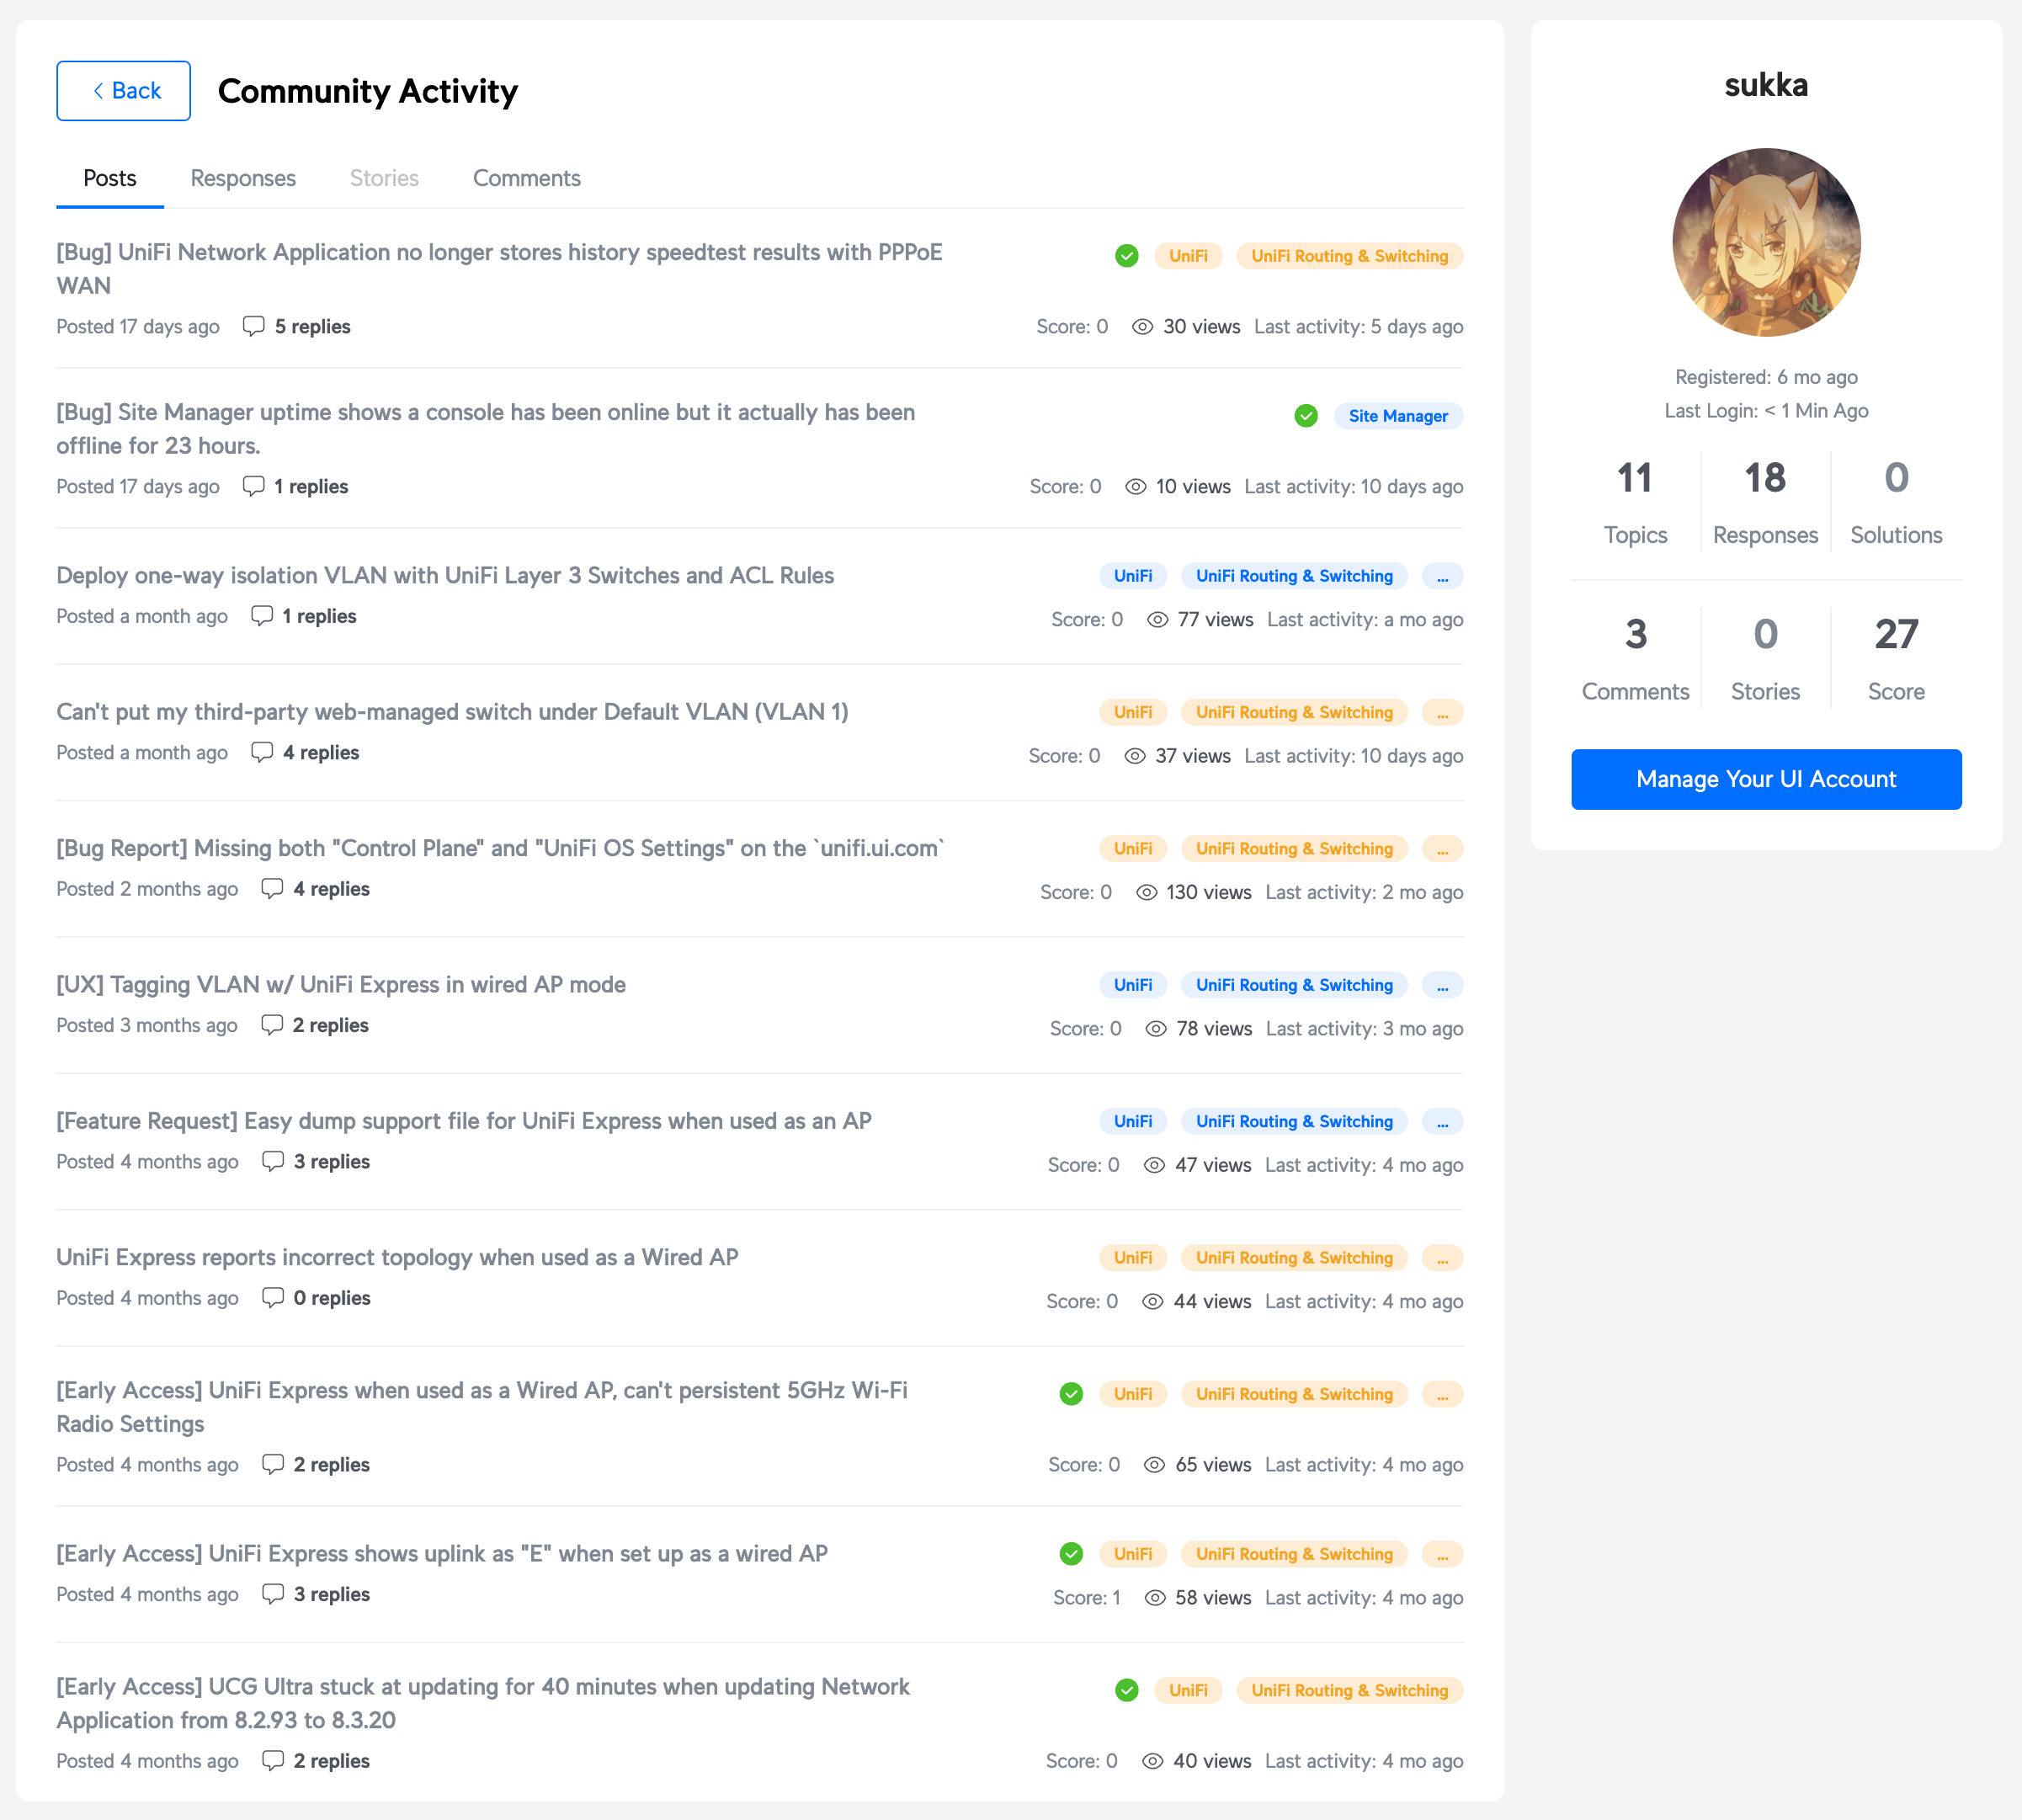 Back
Community Activity
Posts
Responses
Stories
Comments
[Bug] UniFi Network Application no longer stores history speedtest results with PPPoE
WAN
UniFi
UniFi Routing & Switching
Posted 17 days ago
5 replies
Score: 0
30 views
Last activity: 5 days ago
[Bug] Site Manager uptime shows a console has been online but it actually has been
offline for 23 hours.
Site Manager
Posted 17 days ago
1 replies
Score: 0
10 views
Last activity: 10 days ago
Deploy one-way isolation VLAN with UniFi Layer 3 Switches and ACL Rules
UniFi
UniFi Routing & Switching
...
Posted a month ago
1 replies
Score: 0
77 views
Last activity: a mo ago
Can't put my third-party web-managed switch under Default VLAN (VLAN 1)
UniFi
UniFi Routing & Switching
...
Posted a month ago
4 replies
Score: 0
37 views
Last activity: 10 days ago
[Bug Report] Missing both "Control Plane" and "UniFi OS Settings" on the `unifi.ui.com`
UniFi
UniFi Routing & Switching
...
Posted 2 months ago
4 replies
Score: 0
130 views
Last activity: 2 mo ago
[UX] Tagging VLAN w/ UniFi Express in wired AP mode
UniFi
UniFi Routing & Switching
...
Posted 3 months ago
2 replies
Score: 0
78 views
Last activity: 3 mo ago
[Feature Request] Easy dump support file for UniFi Express when used as an AP
UniFi
UniFi Routing & Switching
...
Posted 4 months ago
3 replies
Score: 0
47 views
Last activity: 4 mo ago
UniFi Express reports incorrect topology when used as a Wired AP
UniFi
UniFi Routing & Switching
...
Posted 4 months ago
0 replies
Score: 0
44 views
Last activity: 4 mo ago
[Early Access] UniFi Express when used as a Wired AP, can't persistent 5GHz Wi-Fi
Radio Settings
UniFi
UniFi Routing & Switching
...
Posted 4 months ago
2 replies
Score: 0
65 views
Last activity: 4 mo ago
[Early Access] UniFi Express shows uplink as "E" when set up as a wired AP
UniFi
UniFi Routing & Switching
...
Posted 4 months ago
3 replies
Score: 1
58 views
Last activity: 4 mo ago
[Early Access] UCG Ultra stuck at updating for 40 minutes when updating Network
Application from 8.2.93 to 8.3.20
UniFi
UniFi Routing & Switching
Posted 4 months ago
2 replies
Score: 0
40 views
Last activity: 4 mo ago
sukka
Registered: 6 mo ago
Last Login: < 1 Min Ago
11
Topics
18
Responses
0
Solutions
3
Comments
0
Stories
27
Score
Manage Your UI Account